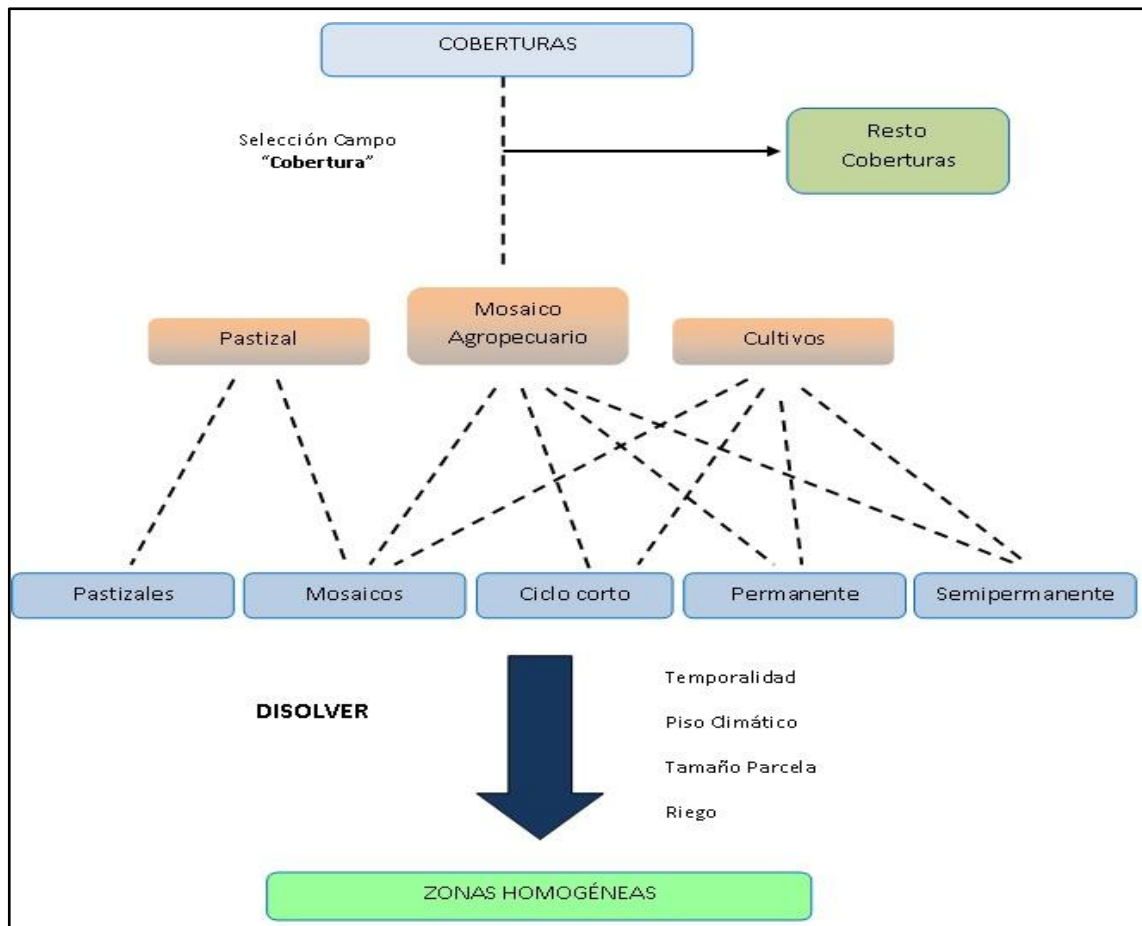 COBERTURAS
Selección Campo
"Cobertura"
Resto
Coberturas
Pastizal
Mosaico
Agropecuario
Cultivos
Pastizales
Mosaicos
Ciclo corto
Permanente
Semipermanente
DISOLVER
Temporalidad
Piso Climático
Tamaño Parcela
Riego
ZONAS HOMOGÉNEAS